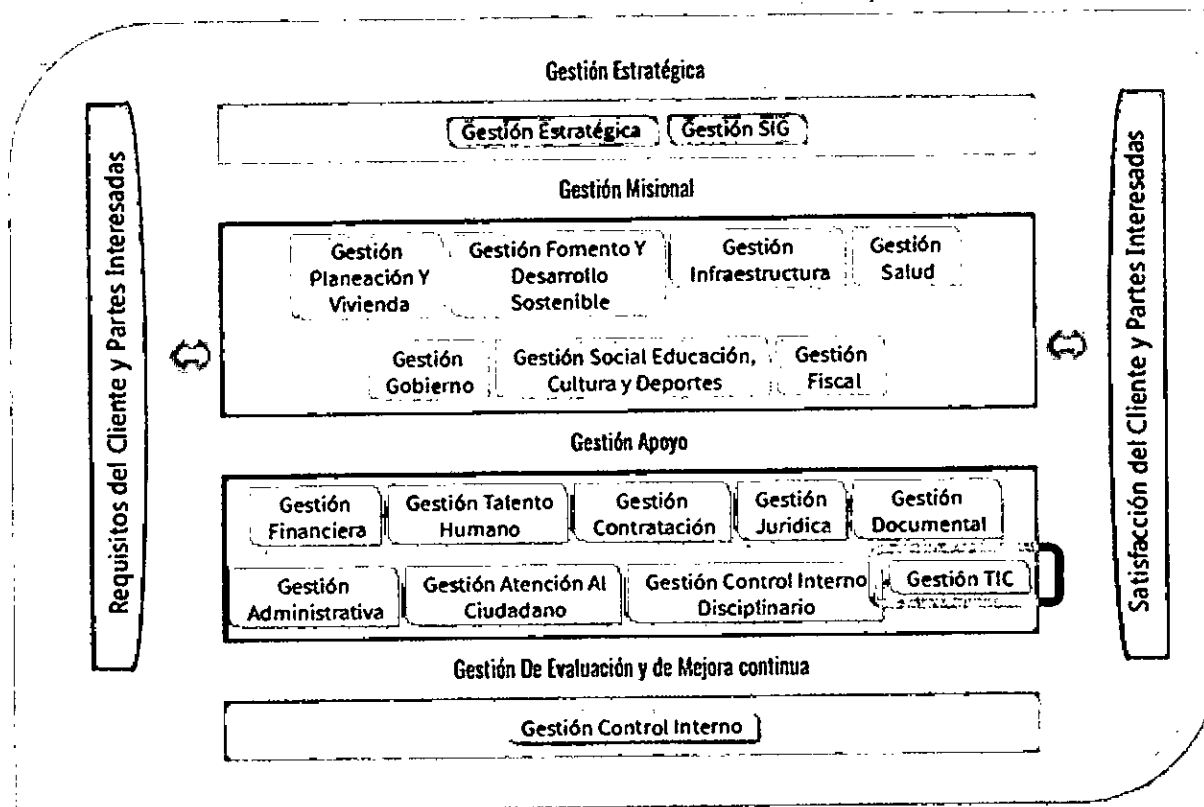 Gestión Estratégica
Gestión Estratégica
Gestión SIG
Gestión Misional
Gestión
Planeación Y
Vivienda
Gestión Fomento Y
Desarrollo
Sostenible
Gestión
Infraestructura
Gestión
Salud
Gestión
Gobierno
Gestión Social Educación,
Cultura y Deportes
Gestión
Fiscal
Gestión Apoyo
Gestión
Financiera
Gestión Talento
Humano
Gestión
Contratación
Gestión
Juridica
Gestión
Documental
Gestión
Administrativa
Gestión Atención Al
Ciudadano
Gestión Control Interno
Disciplinario
Gestión TIC
Gestión De Evaluación y de Mejora continua
Gestión Control Interno
Requisitos del Cliente y Partes Interesadas
Satisfacción del Cliente y Partes Interesadas